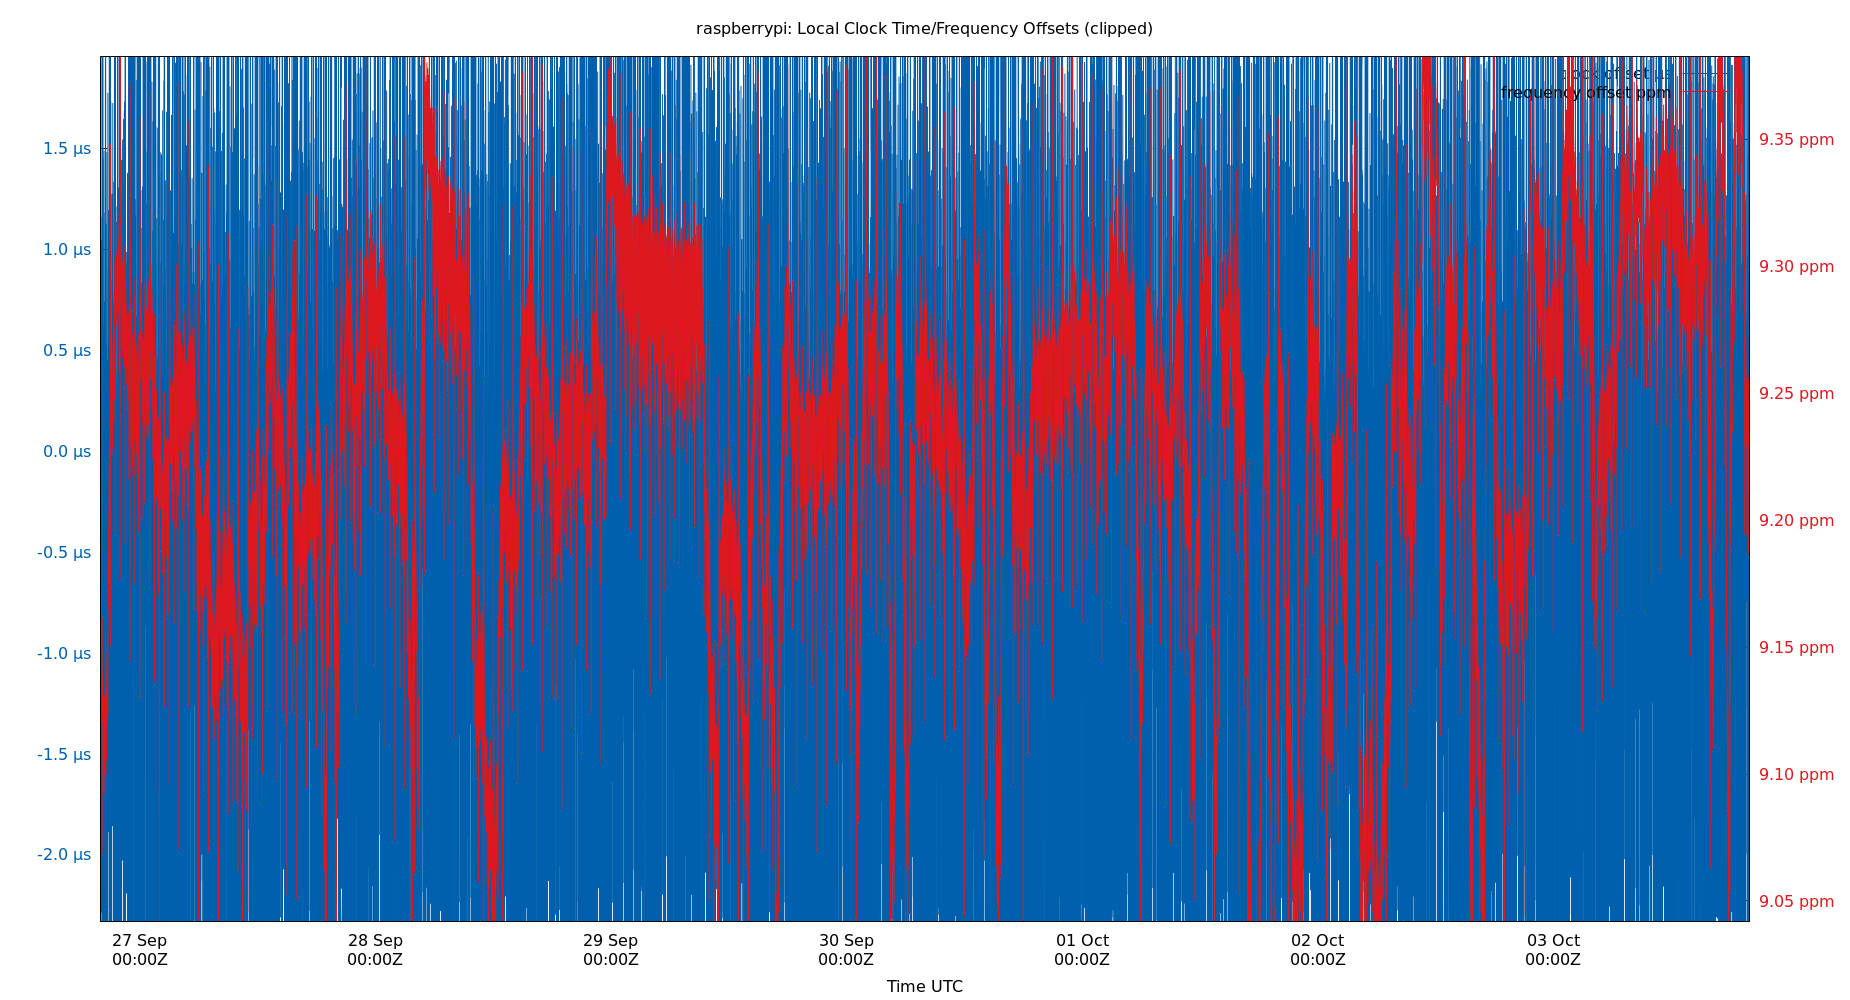 raspberrypi: Local Clock Time/Frequency Offsets (clipped)
clock offset µs
frequency offset ppm
1.5 µs
1.0 µs
0.5 µs
0.0 µs
-0.5 µs
-1.0 µs
-1.5 µs
-2.0 µs
9.35 ppm
9.30 ppm
9.25 ppm
9.20 ppm
9.15 ppm
9.10 ppm
9.05 ppm
27 Sep 28 Sep 29 Sep 30 Sep 01 Oct 02 Oct 03 Oct
00:00Z 00:00Z 00:00Z 00:00Z 00:00Z 00:00Z 00:00Z
Time UTC